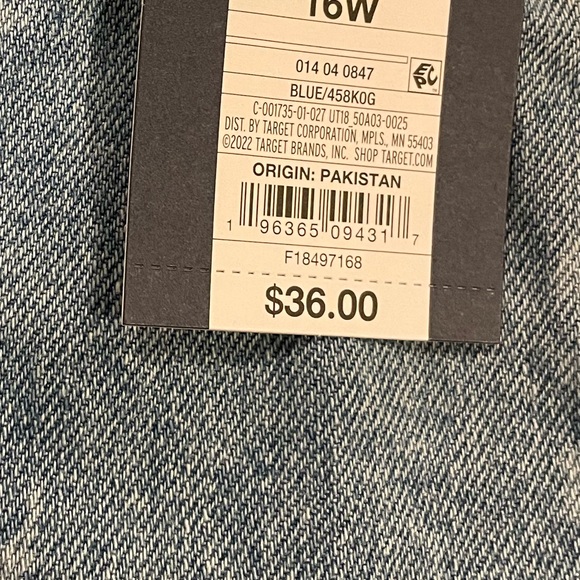 16W
014 04 0847
EPC
BLUE/458K0G
C-001735-01-027 UT18_50A03-0025
DIST. BY TARGET CORPORATION, MPLS., MN 55403
©2022 TARGET BRANDS, INC. SHOP TARGET.COM
ORIGIN: PAKISTAN
1 96365 09431 7
F18497168
$36.00